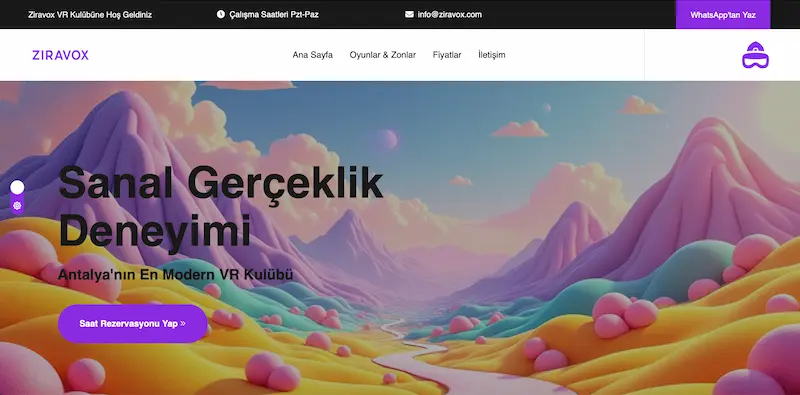 Ziravox VR Kulübüne Hoş Geldiniz
Çalışma Saatleri Pzt-Paz
info@ziravox.com
WhatsApp'tan Yaz
ZIRAVOX
Ana Sayfa
Oyunlar & Zonlar
Fiyatlar
İletişim
Sanal Gerçeklik
Deneyimi
Antalya'nın En Modern VR Kulübü
Saat Rezervasyonu Yap »